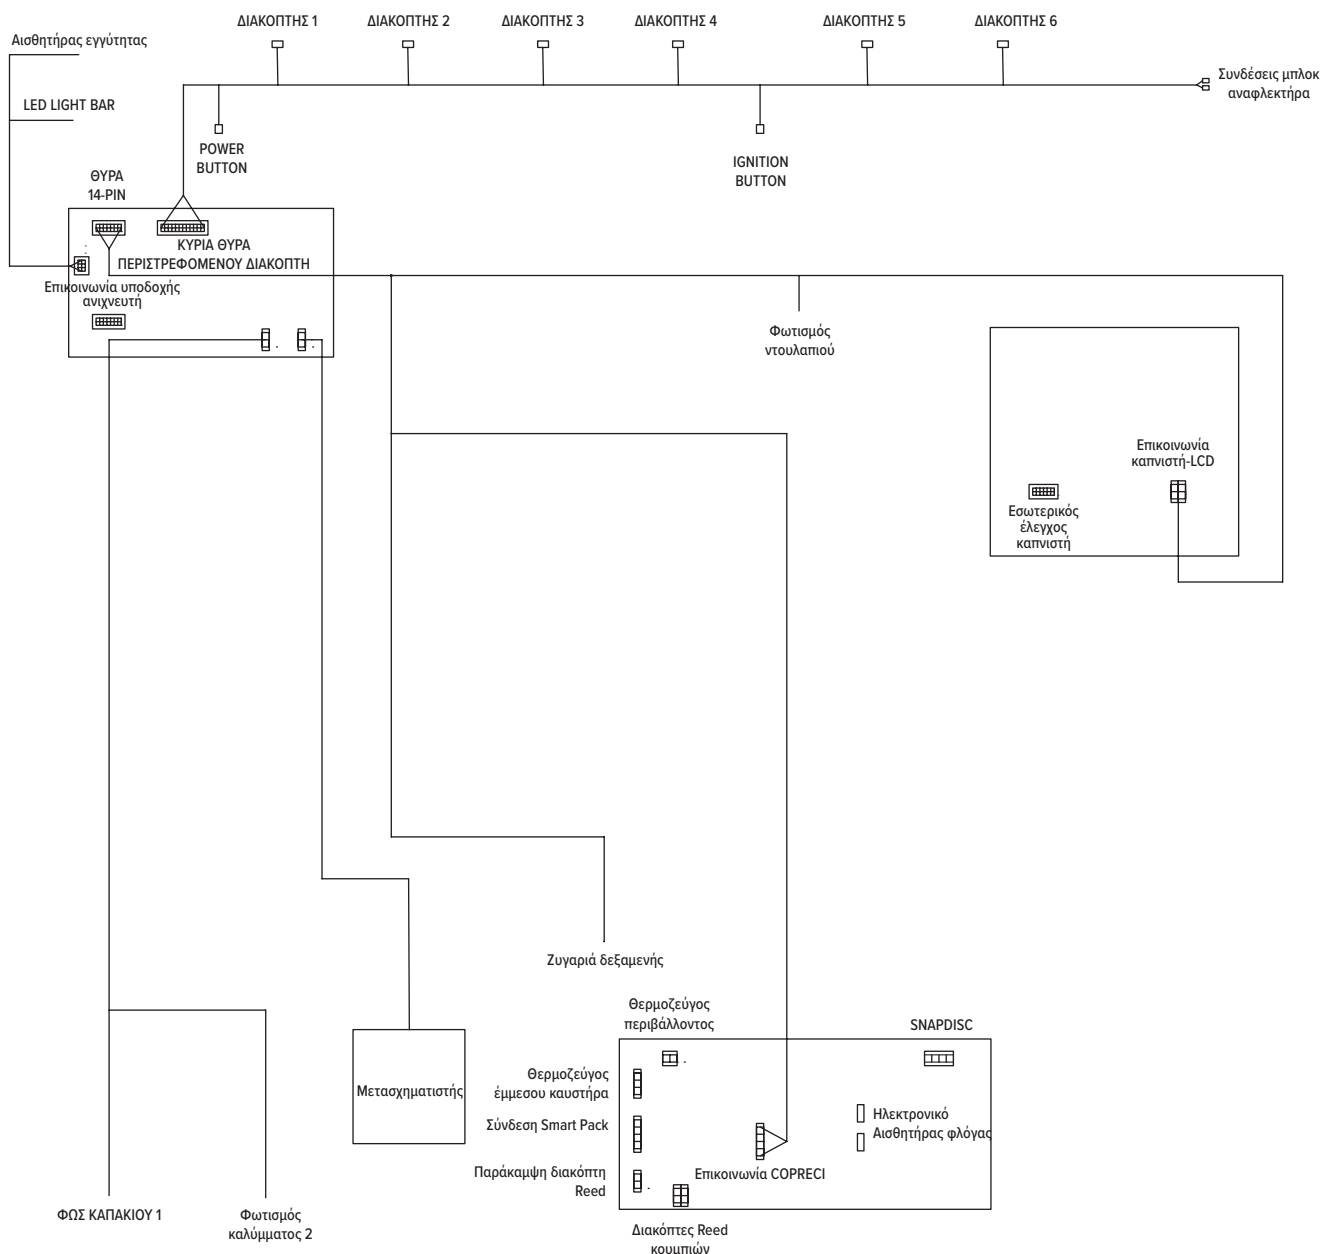 ΔΙΑΚΟΠΤΗΣ 1
ΔΙΑΚΟΠΤΗΣ 2
ΔΙΑΚΟΠΤΗΣ 3
ΔΙΑΚΟΠΤΗΣ 4
ΔΙΑΚΟΠΤΗΣ 5
ΔΙΑΚΟΠΤΗΣ 6
Αισθητήρας εγγύτητας
Συνδέσεις μπλοκ
αναφλεκτήρα
LED LIGHT BAR
POWER
BUTTON
IGNITION
BUTTON
ΘΥΡΑ
14-PIN
ΚΥΡΙΑ ΘΥΡΑ
ΠΕΡΙΣΤΡΕΦΟΜΕΝΟΥ ΔΙΑΚΟΠΤΗ
Επικοινωνία υποδοχής
ανιχνευτή
Φωτισμός
ντουλαπιού
Επικοινωνία
καπνιστή-LCD
Εσωτερικός
έλεγχος
καπνιστή
Ζυγαριά δεξαμενής
Θερμοζεύγος
περιβάλλοντος
SNAPDISC
Μετασχηματιστής
Θερμοζεύγος
έμμεσου καυστήρα
Σύνδεση Smart Pack
Ηλεκτρονικό
Αισθητήρας φλόγας
Παράκαμψη διακόπτη
Reed
Επικοινωνία COPRECI
ΦΩΣ ΚΑΠΑΚΙΟΥ 1
Φωτισμός
καλύμματος 2
Διακόπτες Reed
κουμπιών